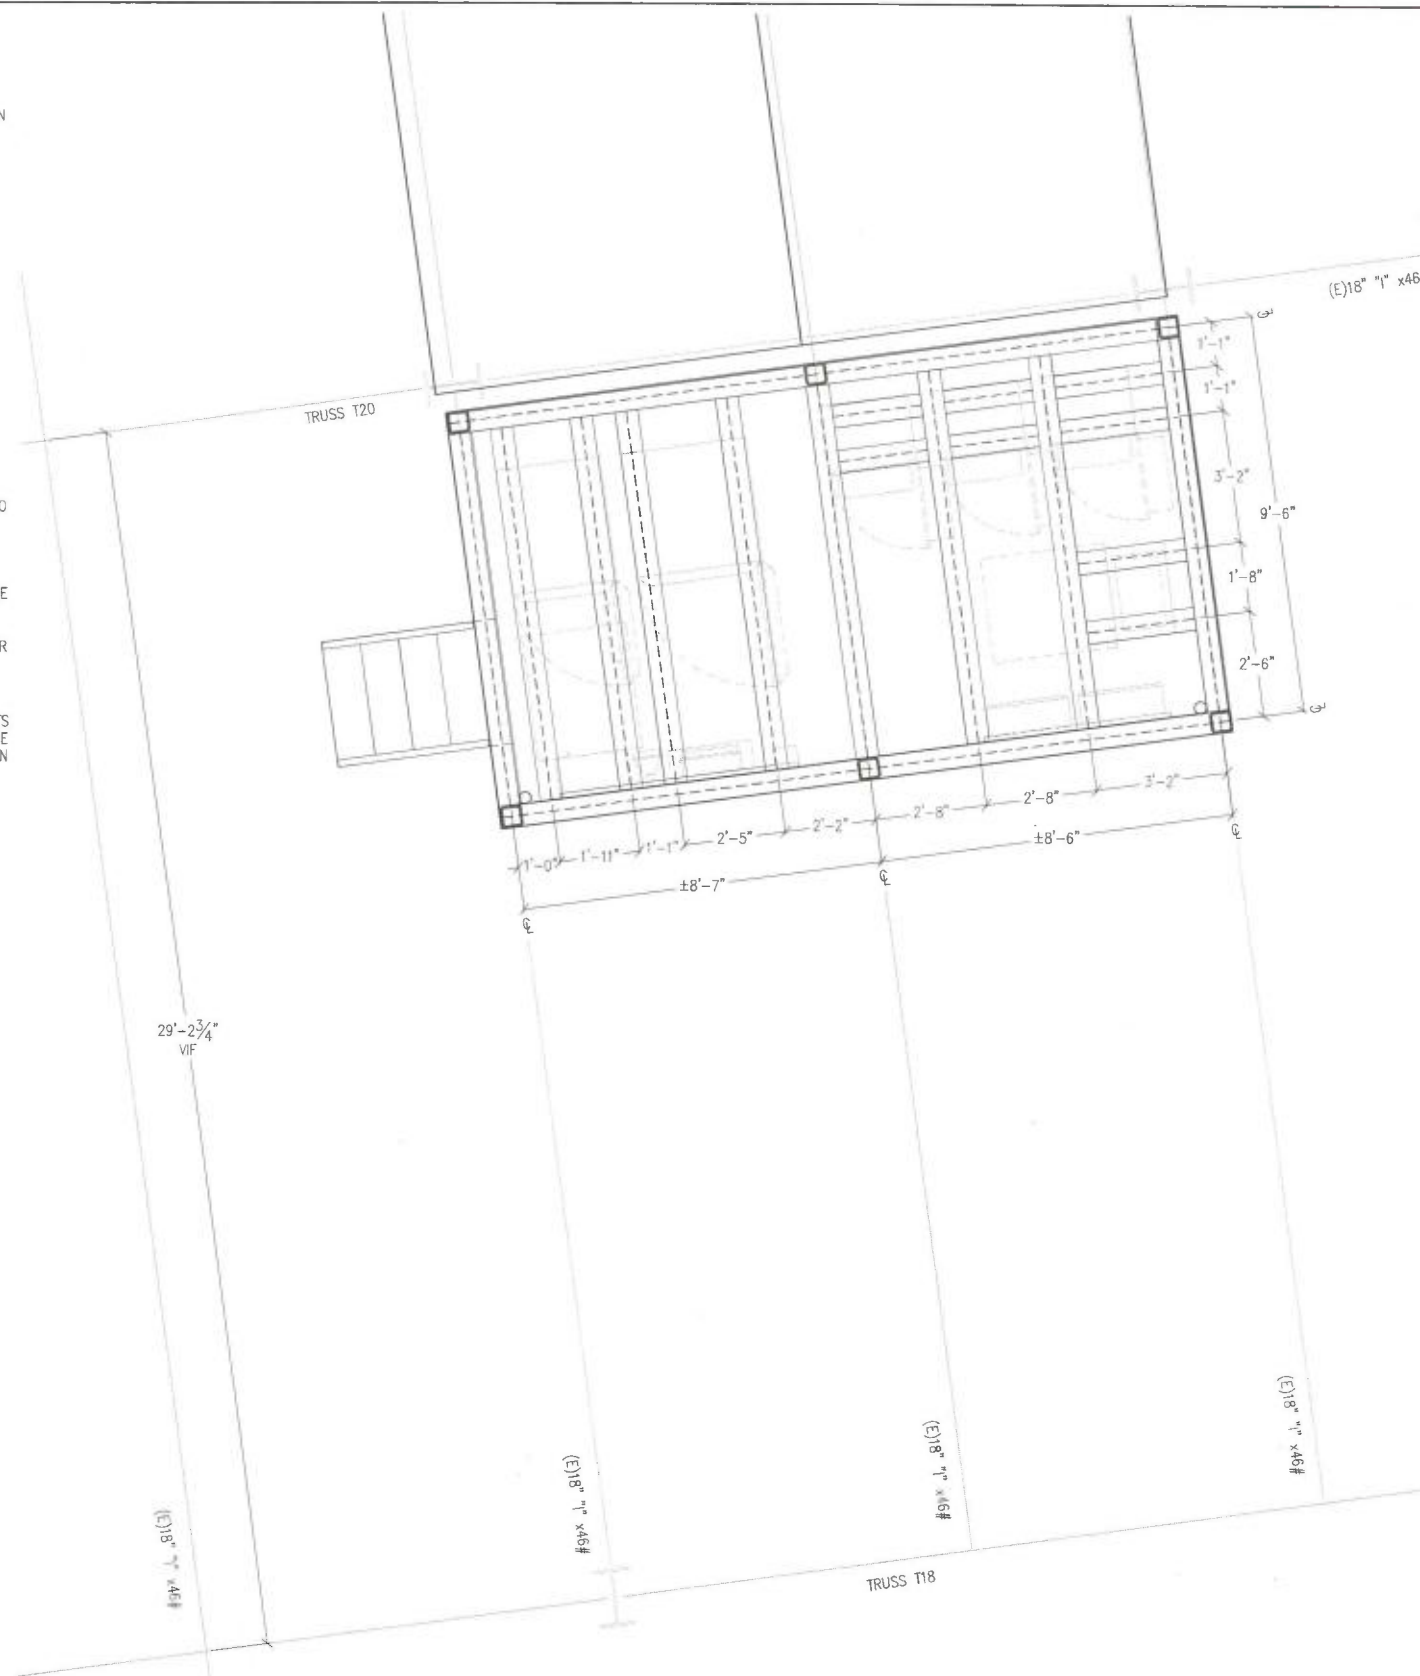 N
(E)18" "I" x46
TRUSS T20
O
E
R
TS
E
N
1'-1"
1'-1"
3'-2"
9'-6"
1'-8"
2'-6"
1'-0"
1'-11"
1'-1"
2'-5"
2'-2"
2'-8"
2'-8"
3'-2"
±8'-7"
±8'-6"
℄
℄
℄
℄
℄
29'-2¾"
VIF
(E)18" "I" x46#
(E)18" "I" x46#
(E)18" "I" x46#
(E)18" "I" x46#
TRUSS T18